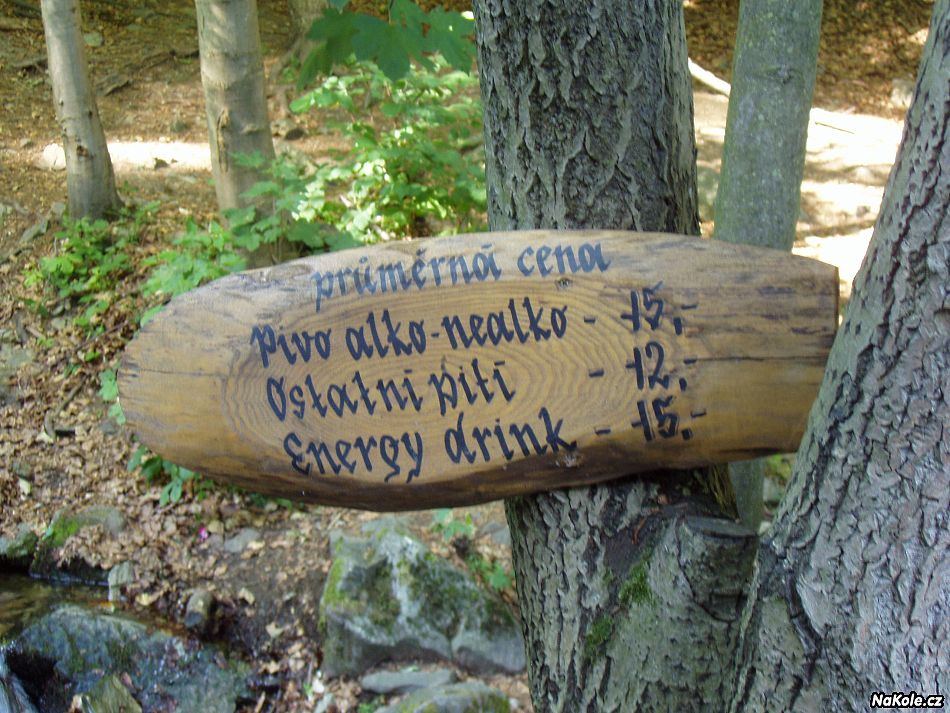 průměrná cena
Pivo alko-nealko - 15,-
Ostatní pití - 12,-
Energy drink - 15,-
NaKole.cz